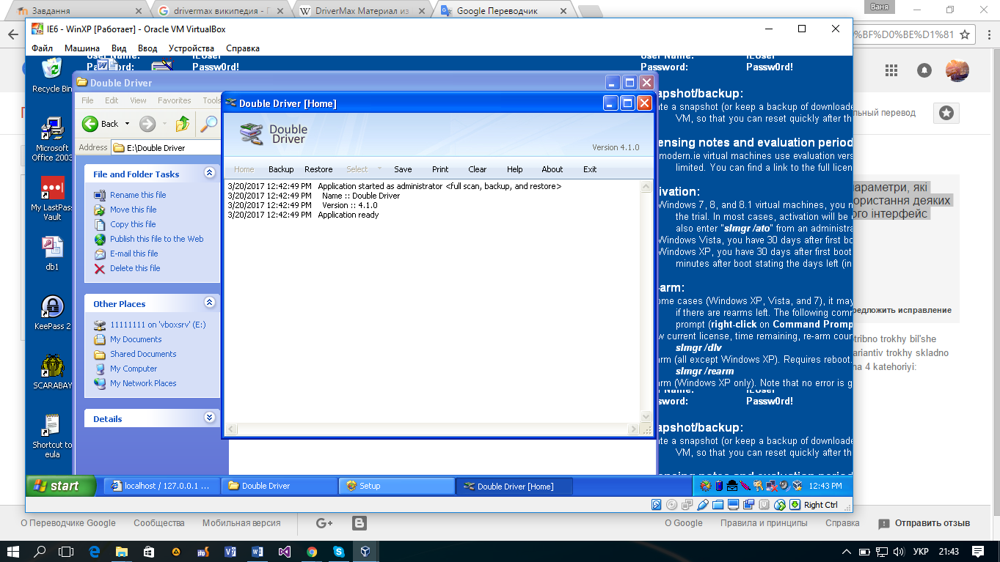 Завдання
drivermax википедия - 
DriverMax Материал из
Google Переводчик
Ваня
IE6 - WinXP [Работает] - Oracle VM VirtualBox
%BF%D0%BE%D1%81
Файл Машина Вид Ввод Устройства Справка
User Name: IEUser
Password: Passw0rd!
User Name: IEUser
Password: Passw0rd!
Recycle Bin
Microsoft
Office 2003
My LastPass
Vault
db1
KeePass 2
SCARABAY
Shortcut to
eula
Double Driver
File Edit View Favorites Tools
Back
Address E:\Double Driver
File and Folder Tasks
Rename this file
Move this file
Copy this file
Publish this file to the Web
E-mail this file
Delete this file
Other Places
11111111 on 'vboxsrv' (E:)
My Documents
Shared Documents
My Computer
My Network Places
Details
Double Driver [Home]
Double
Driver
Version 4.1.0
Home Backup Restore Select Save Print Clear Help About Exit
3/20/2017 12:42:49 PM Application started as administrator <full scan, backup, and restore>
3/20/2017 12:42:49 PM Name :: Double Driver
3/20/2017 12:42:49 PM Version :: 4.1.0
3/20/2017 12:42:49 PM Application ready
apshot/backup:
ate a snapshot (or keep a backup of downloade
VM, so that you can reset quickly after th
ensing notes and evaluation period
modern.ie virtual machines use evaluation vers
limited. You can find a link to the full licen
ivation:
Windows 7, 8, and 8.1 virtual machines, you n
the trial. In most cases, activation will be
also enter "slmgr /ato" from an administra
Windows Vista, you have 30 days after first bo
Windows XP, you have 30 days after first boot
minutes after boot stating the days left (in
-arm:
ome cases (Windows XP, Vista, and 7), it may
if there are rearms left. The following comm
prompt (right-click on Command Promp
w current license, time remaining, re-arm cour
slmgr /dlv
arm (all except Windows XP). Requires reboot.
slmgr /rearm
arm (Windows XP only). Note that no error is g
Name: IEUser
ssword: Passw0rd!
apshot/backup:
ate a snapshot (or keep a backup of downloade
VM, so that you can reset quickly after th
ensing notes and evaluation period
льный перевод
параметри, які
ористання деяких
ого інтерфейс
редложить исправление
otribno trokhy bil'she
ariantiv trokhy skladno
na 4 katehoriyi:
start
localhost / 127.0.0.1 ...
Double Driver
Setup
Double Driver [Home]
12:43 PM
Right Ctrl
О Переводчике Google Сообщества Мобильная версия G+
О Google Правила и принципы Справка Отправить отзыв
УКР 21:43